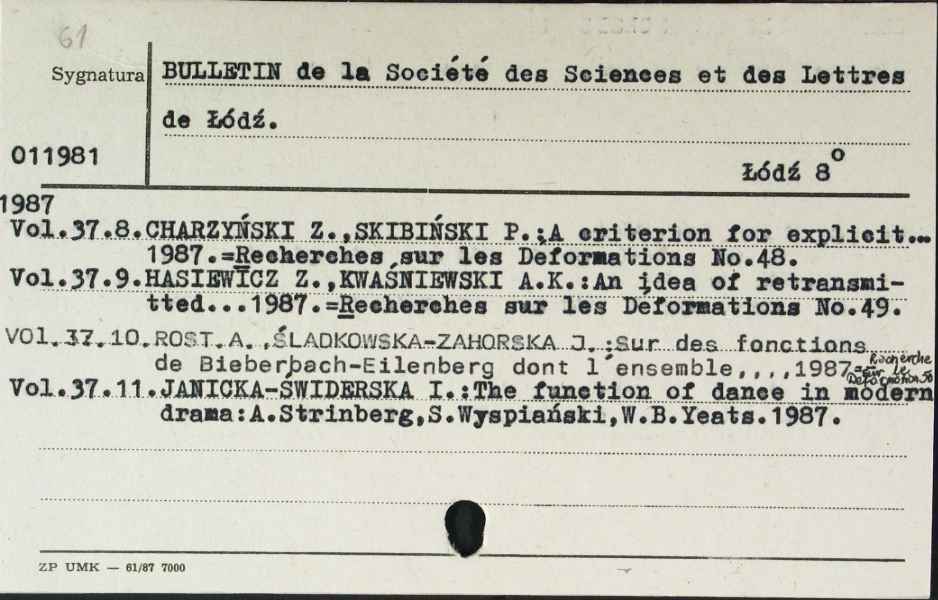 61
Sygnatura BULLETIN de la Société des Sciences et des Lettres
de Łódź.
011981
Łódź 8o
1987
Vol.37.8.CHARZYŃSKI Z.,SKIBIŃSKI P.:A criterion for explicit...
1987.=Recherches sur les Deformations No.48.
Vol.37.9.HASIEWICZ Z.,KWAŚNIEWSKI A.K.:An idea of retransmi-
tted...1987.=Recherches sur les Deformations No.49.
VOl.37.10.ROST.A.,ŚLADKOWSKA-ZAHORSKA J.:Sur des fonctions
de Bieberbach-Eilenberg dont l'ensemble,,,,1987.=Recherche
sur le
Deformation 50
Vol.37.11.JANICKA-ŚWIDERSKA I.:The function of dance in modern
drama:A.Strinberg,S.Wyspiański,W.B.Yeats.1987.
ZP UMK — 61/87 7000